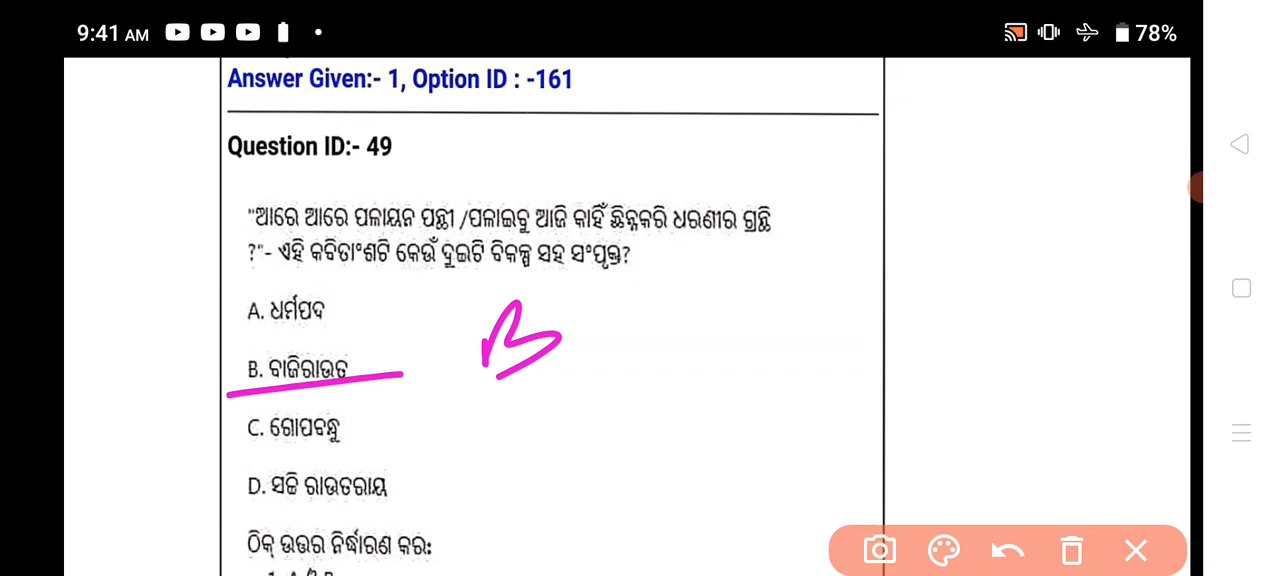 9:41 AM
78%
Answer Given:- 1, Option ID : -161
Question ID:- 49
"ଆରେ ଆରେ ପଳାୟନ ପନ୍ଥୀ /ପଳାଇବୁ ଆଜି କାହିଁ ଛିନ୍ନକରି ଧରଣୀର ଗ୍ରନ୍ଥି
?"- ଏହି କବିତାଂଶଟି କେଉଁ ଦୁଇଟି ବିକଳ୍ପ ସହ ସଂପୃକ୍ତ?
A. ଧର୍ମପଦ
B. ବାଜିରାଉତ
B
C. ଗୋପବନ୍ଧୁ
D. ସଚ୍ଚି ରାଉତରାୟ
ଠିକ୍ ଉତ୍ତର ନିର୍ଦ୍ଧାରଣ କର: